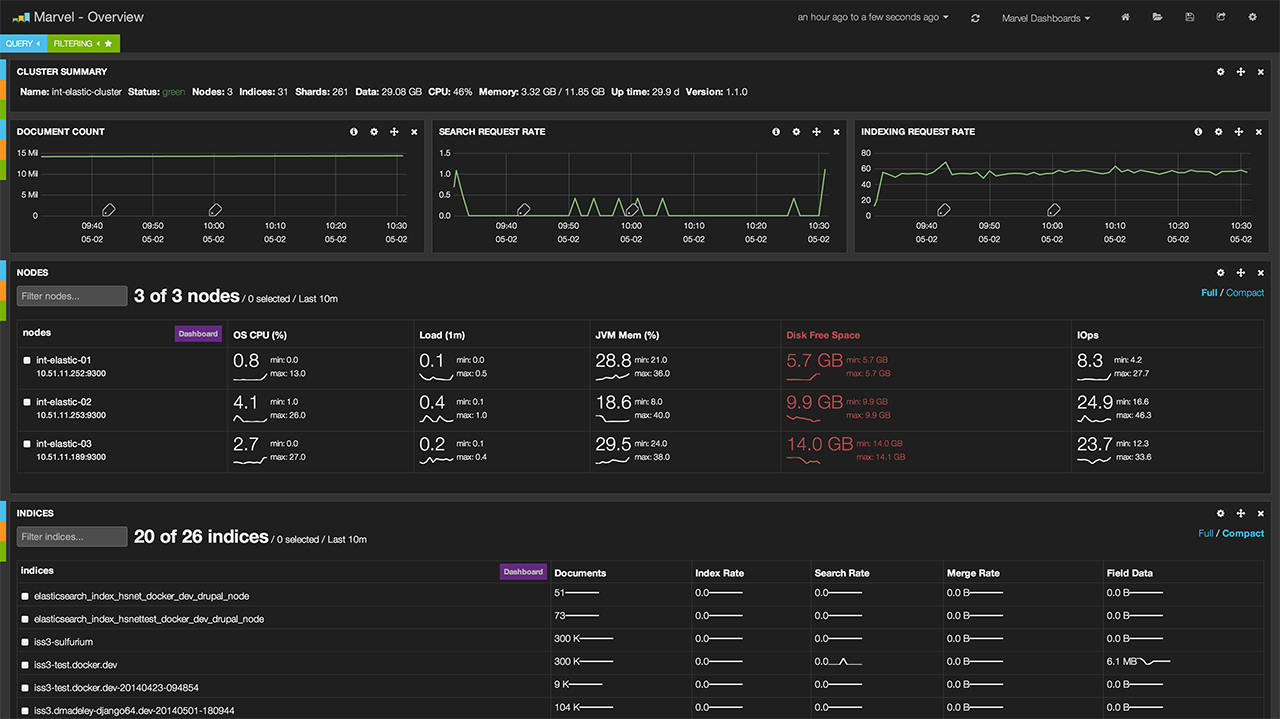 Marvel - Overview
an hour ago to a few seconds ago
Marvel Dashboards
QUERY
FILTERING
CLUSTER SUMMARY
Name: int-elastic-cluster Status: green Nodes: 3 Indices: 31 Shards: 261 Data: 29.08 GB CPU: 46% Memory: 3.32 GB / 11.85 GB Up time: 29.9 d Version: 1.1.0
DOCUMENT COUNT
15 Mil
10 Mil
5 Mil
0
09:40 09:50 10:00 10:10 10:20 10:30
05-02 05-02 05-02 05-02 05-02 05-02
SEARCH REQUEST RATE
1.5
1.0
0.5
0.0
09:40 09:50 10:00 10:10 10:20 10:30
05-02 05-02 05-02 05-02 05-02 05-02
INDEXING REQUEST RATE
80
60
40
20
0
09:40 09:50 10:00 10:10 10:20 10:30
05-02 05-02 05-02 05-02 05-02 05-02
NODES
Filter nodes... 3 of 3 nodes / 0 selected / Last 10m
Full / Compact
nodes Dashboard OS CPU (%) Load (1m) JVM Mem (%) Disk Free Space IOps
int-elastic-01 0.8 min: 0.0 0.1 min: 0.0 28.8 min: 21.0 5.7 GB min: 5.7 GB 8.3 min: 4.2
10.51.11.252:9300 max: 13.0 max: 0.5 max: 36.0 max: 5.7 GB max: 27.7
int-elastic-02 4.1 min: 1.0 0.4 min: 0.1 18.6 min: 8.0 9.9 GB min: 9.9 GB 24.9 min: 16.6
10.51.11.253:9300 max: 26.0 max: 1.0 max: 40.0 max: 9.9 GB max: 46.3
int-elastic-03 2.7 min: 0.0 0.2 min: 0.1 29.5 min: 24.0 14.0 GB min: 14.0 GB 23.7 min: 12.3
10.51.11.189:9300 max: 27.0 max: 0.4 max: 38.0 max: 14.1 GB max: 33.6
INDICES
Filter indices... 20 of 26 indices / 0 selected / Last 10m
Full / Compact
indices Dashboard Documents Index Rate Search Rate Merge Rate Field Data
elasticsearch_index_hsnet_docker_dev_drupal_node 51 0.0 0.0 0.0 B 0.0 B
elasticsearch_index_hsnettest_docker_dev_drupal_node 73 0.0 0.0 0.0 B 0.0 B
iss3-sulfurium 300 K 0.0 0.0 0.0 B 0.0 B
iss3-test.docker.dev 300 K 0.0 0.0 0.0 B 6.1 MB
iss3-test.docker.dev-20140423-094854 9 K 0.0 0.0 0.0 B 0.0 B
iss3.dmadeley-django64.dev-20140501-180944 104 K 0.0 0.0 0.0 B 0.0 B